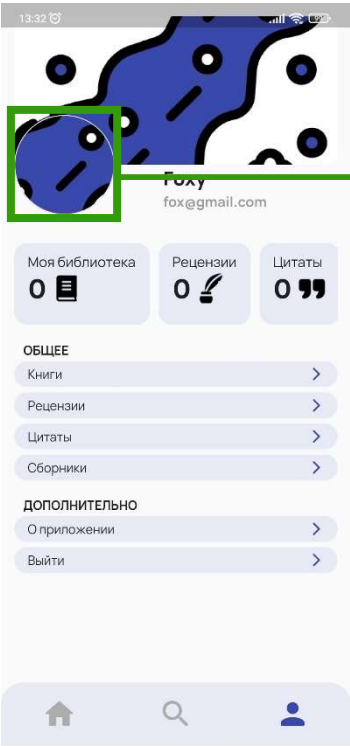 13:32
Foxy
fox@gmail.com
Моя библиотека
Рецензии
Цитаты
0
0
0
ОБЩЕЕ
Книги
Рецензии
Цитаты
Сборники
ДОПОЛНИТЕЛЬНО
О приложении
Выйти